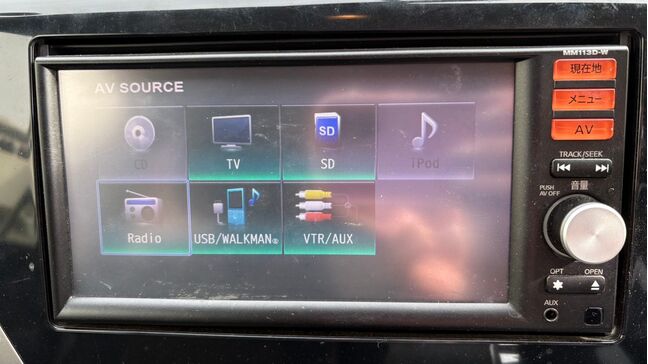 MM113D-W
AV SOURCE
CD
TV
SD
SD
iPod
Radio
USB/WALKMAN®
VTR/AUX
現在地
メニュー
AV
TRACK/SEEK
音量
PUSH
AV OFF
OPT
OPEN
AUX